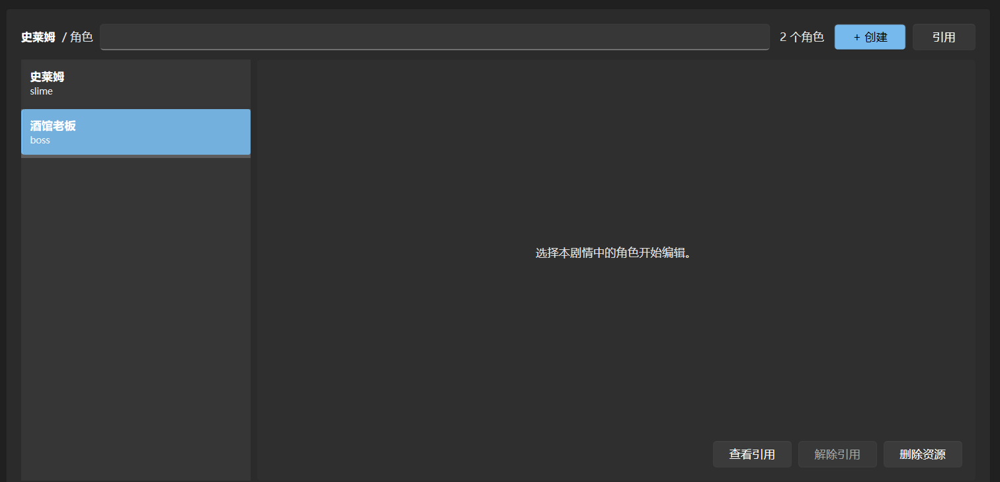 史莱姆 / 角色 2 个角色 + 创建 引用
史莱姆
slime
酒馆老板
boss
选择本剧情中的角色开始编辑。
查看引用 解除引用 删除资源